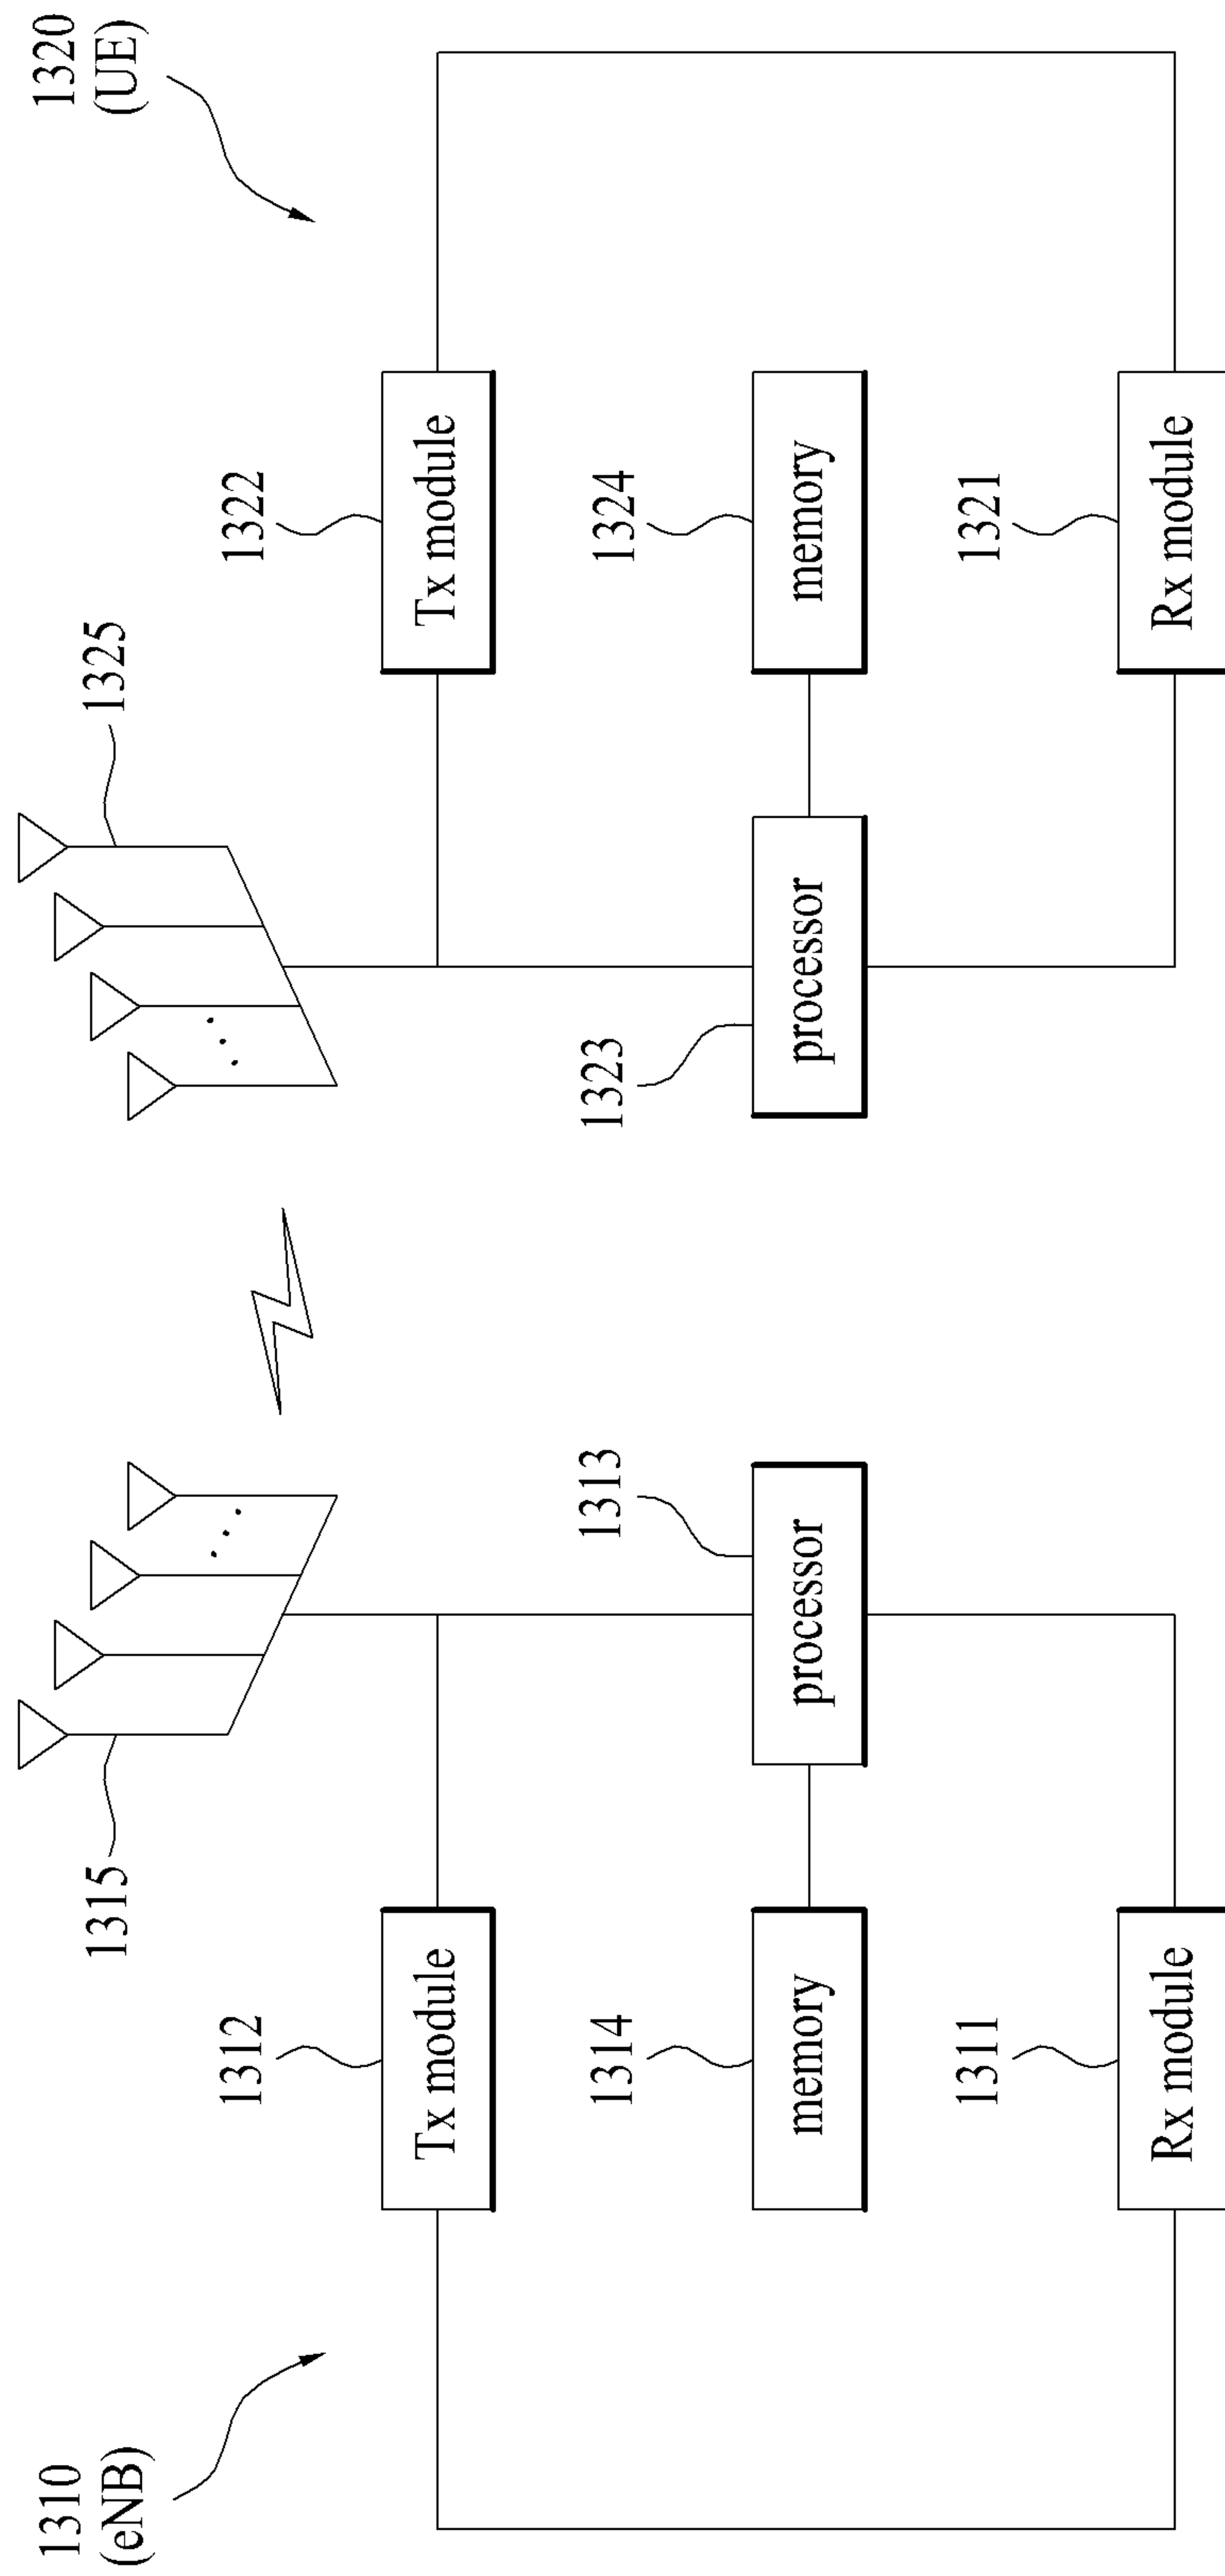 1310
(eNB)
1315
1312
Tx module
1314
memory
1313
processor
1311
Rx module
1320
(UE)
1325
1322
Tx module
1323
processor
1324
memory
1321
Rx module